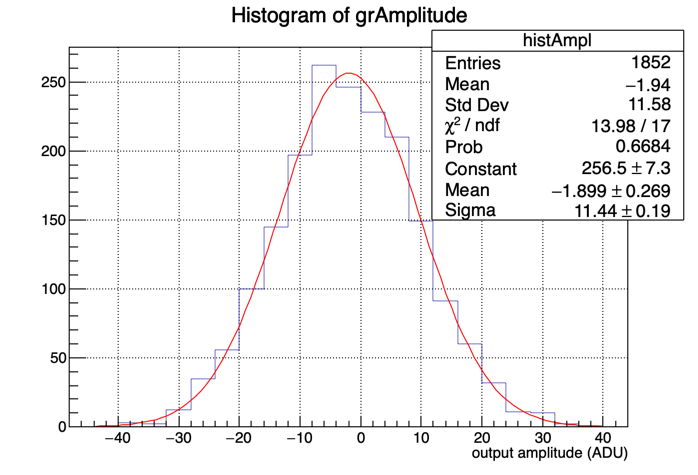 Histogram of grAmplitude
histAmpl
Entries 1852
Mean −1.94
Std Dev 11.58
χ² / ndf 13.98 / 17
Prob 0.6684
Constant 256.5 ± 7.3
Mean −1.899 ± 0.269
Sigma 11.44 ± 0.19
250
200
150
100
50
0
−40 −30 −20 −10 0 10 20 30 40
output amplitude (ADU)